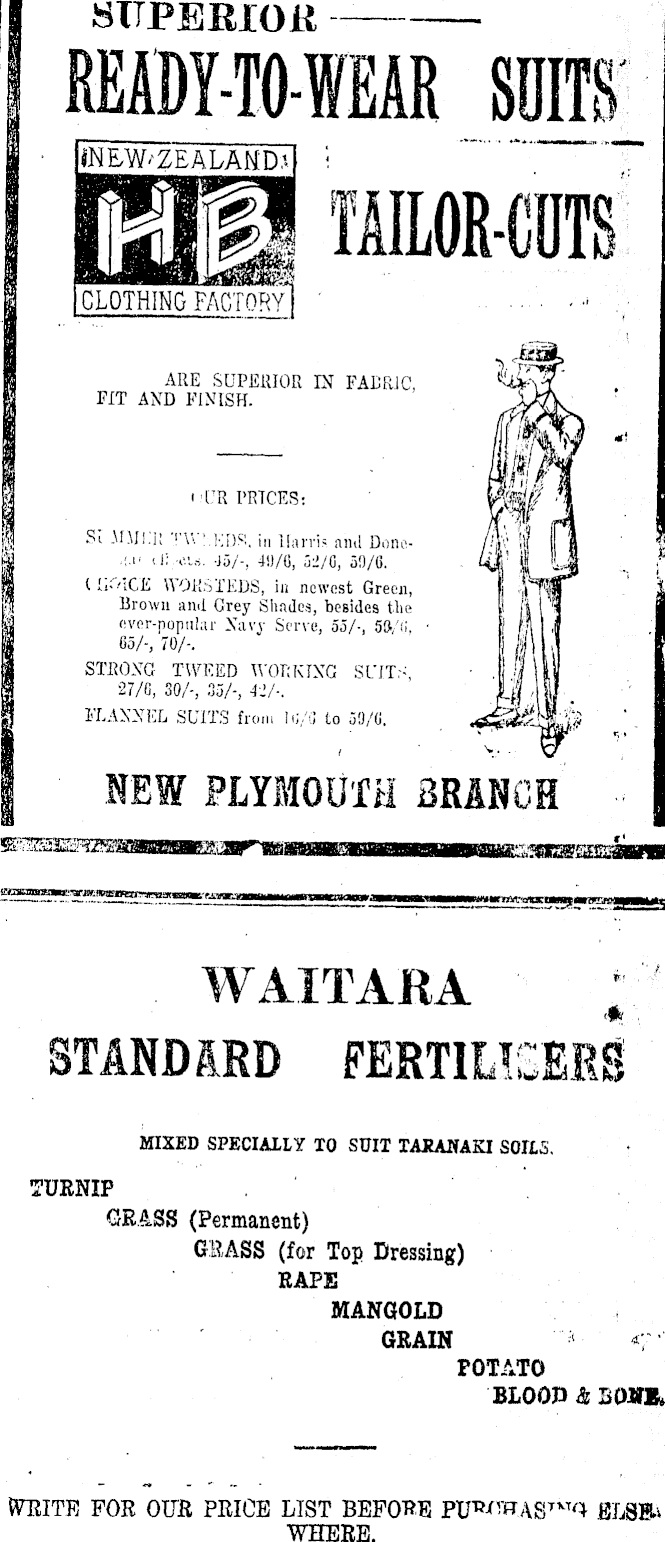 SUPERIOR
READY-TO-WEAR SUITS
NEW ZEALAND
HB
CLOTHING FACTORY
TAILOR-CUTS
ARE SUPERIOR IN FABRIC,
FIT AND FINISH.
OUR PRICES:
SUMMER TWEEDS, in Harris and Done-
45/-, 49/6, 52/6, 59/6.
CHOICE WORSTEDS, in newest Green,
Brown and Grey Shades, besides the
ever-popular Navy Serve, 55/-, 59/6,
65/-, 70/-.
STRONG TWEED WORKING SUITS,
27/6, 30/-, 35/-, 42/-.
FLANNEL SUITS from 16/6 to 59/6.
NEW PLYMOUTH BRANCH
WAITARA
STANDARD FERTILISERS
MIXED SPECIALLY TO SUIT TARANAKI SOILS.
TURNIP
GRASS (Permanent)
GRASS (for Top Dressing)
RAPE
MANGOLD
GRAIN
POTATO
BLOOD & BONE.
WRITE FOR OUR PRICE LIST BEFORE PURCHASING ELSE-
WHERE.